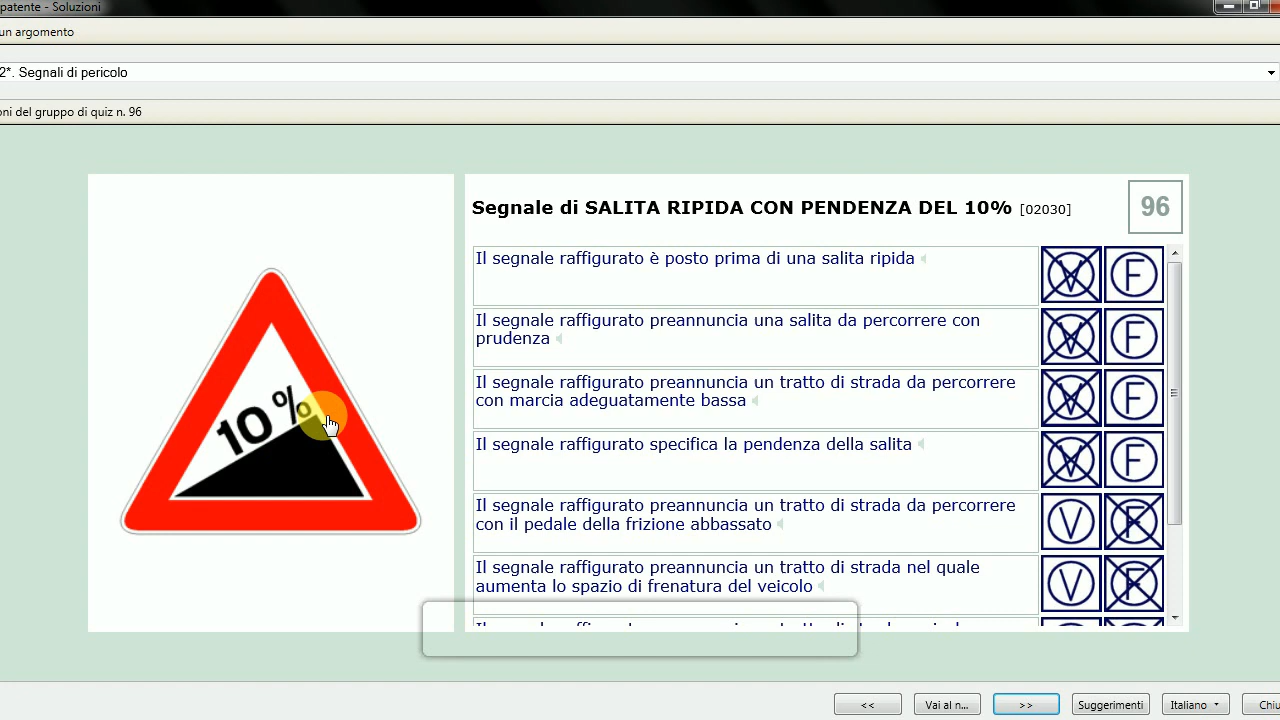 patente - Soluzioni
un argomento
2*. Segnali di pericolo
oni del gruppo di quiz n. 96
Segnale di SALITA RIPIDA CON PENDENZA DEL 10% [02030]
96
10%
Il segnale raffigurato è posto prima di una salita ripida
V F
Il segnale raffigurato preannuncia una salita da percorrere con
prudenza
V F
Il segnale raffigurato preannuncia un tratto di strada da percorrere
con marcia adeguatamente bassa
V F
Il segnale raffigurato specifica la pendenza della salita
V F
Il segnale raffigurato preannuncia un tratto di strada da percorrere
con il pedale della frizione abbassato
V F
Il segnale raffigurato preannuncia un tratto di strada nel quale
aumenta lo spazio di frenatura del veicolo
V F
<< Vai al n... >> Suggerimenti Italiano Chiu